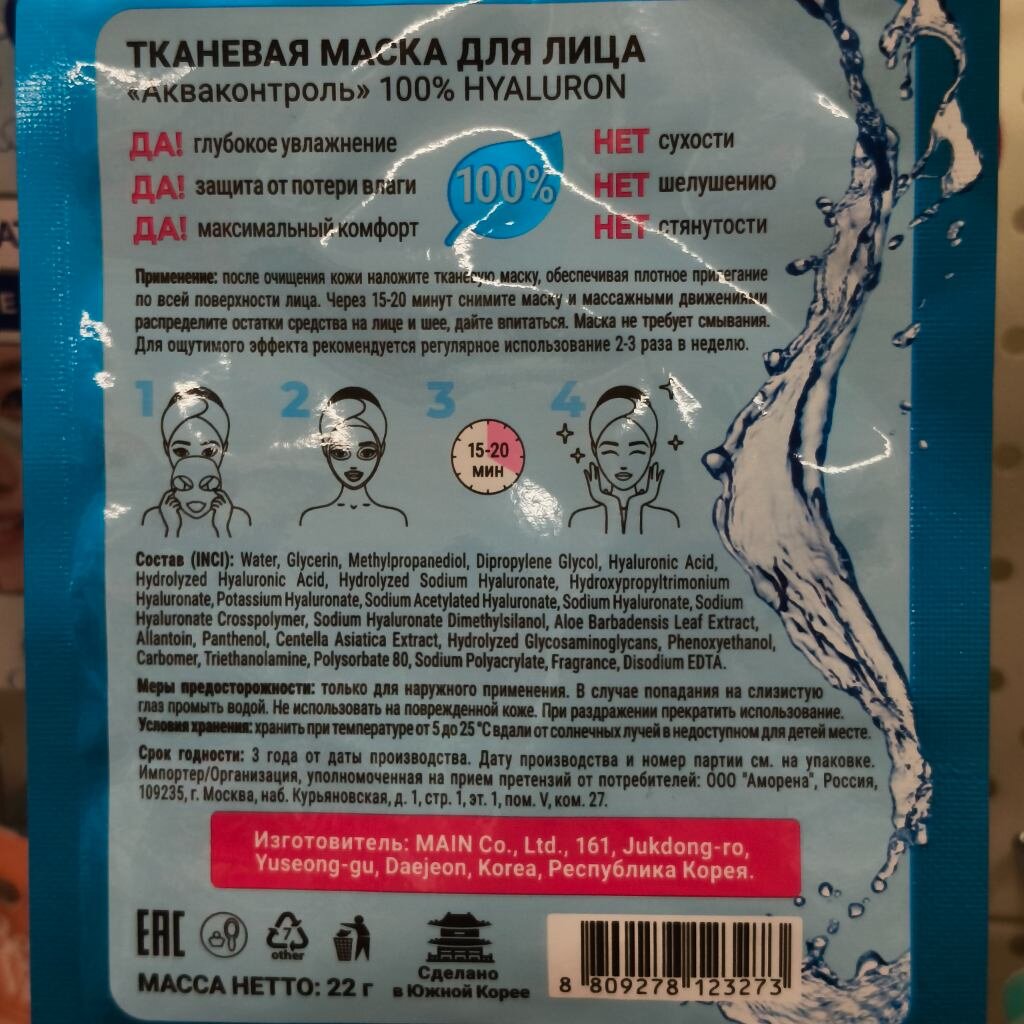 ТКАНЕВАЯ МАСКА ДЛЯ ЛИЦА
«Акваконтроль» 100% HYALURON
ДА! глубокое увлажнение
ДА! защита от потери влаги
ДА! максимальный комфорт
100%
НЕТ сухости
НЕТ шелушению
НЕТ стянутости
Применение: после очищения кожи наложите тканевую маску, обеспечивая плотное прилегание
по всей поверхности лица. Через 15-20 минут снимите маску и массажными движениями
распределите остатки средства на лице и шее, дайте впитаться. Маска не требует смывания.
Для ощутимого эффекта рекомендуется регулярное использование 2-3 раза в неделю.
1 2 3 4
15-20
МИН
Состав (INCI): Water, Glycerin, Methylpropanediol, Dipropylene Glycol, Hyaluronic Acid,
Hydrolyzed Hyaluronic Acid, Hydrolyzed Sodium Hyaluronate, Hydroxypropyltrimonium
Hyaluronate, Potassium Hyaluronate, Sodium Acetylated Hyaluronate, Sodium Hyaluronate, Sodium
Hyaluronate Crosspolymer, Sodium Hyaluronate Dimethylsilanol, Aloe Barbadensis Leaf Extract,
Allantoin, Panthenol, Centella Asiatica Extract, Hydrolyzed Glycosaminoglycans, Phenoxyethanol,
Carbomer, Triethanolamine, Polysorbate 80, Sodium Polyacrylate, Fragrance, Disodium EDTA.
Меры предосторожности: только для наружного применения. В случае попадания на слизистую
глаз промыть водой. Не использовать на поврежденной коже. При раздражении прекратить использование.
Условия хранения: хранить при температуре от 5 до 25 °C вдали от солнечных лучей в недоступном для детей месте.
Срок годности: 3 года от даты производства. Дату производства и номер партии см. на упаковке.
Импортер/Организация, уполномоченная на прием претензий от потребителей: ООО "Аморена", Россия,
109235, г. Москва, наб. Курьяновская, д. 1, стр. 1, эт. 1, пом. V, ком. 27.
Изготовитель: MAIN Co., Ltd., 161, Jukdong-ro,
Yuseong-gu, Daejeon, Korea, Республика Корея.
EAC
7
other
Сделано
в Южной Корее
МАССА НЕТТО: 22 г
8 809278 123273